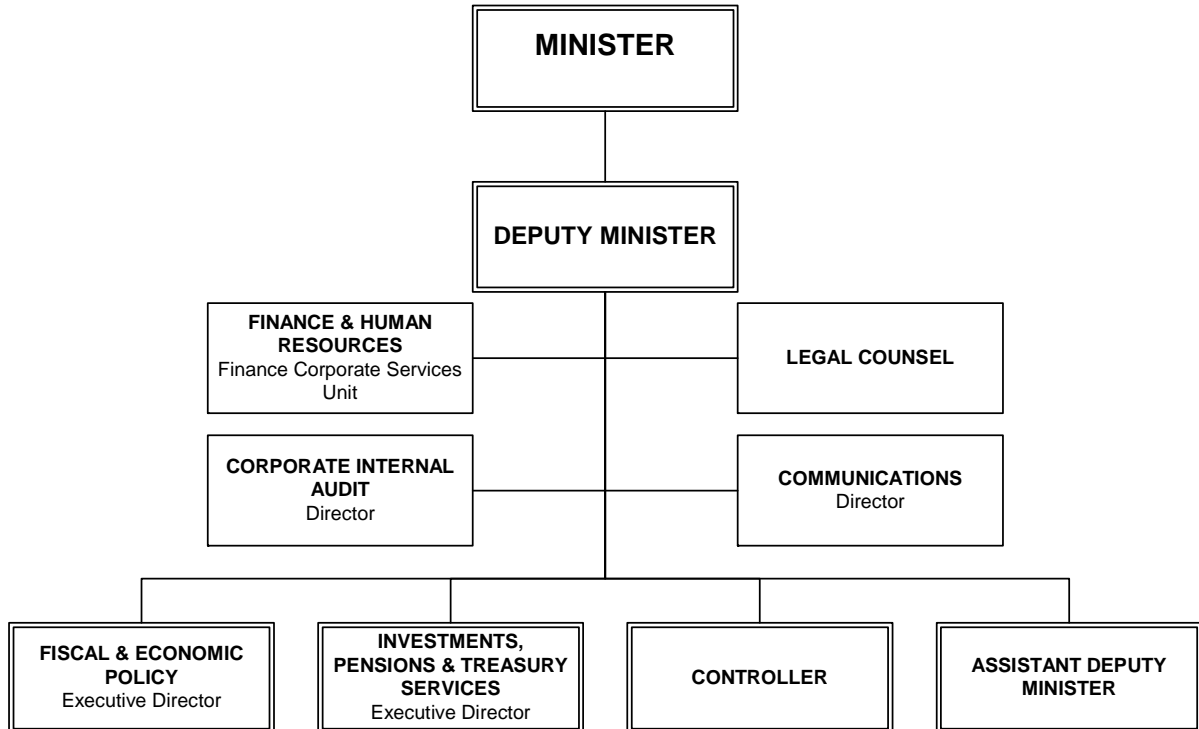 MINISTER
DEPUTY MINISTER
FINANCE & HUMAN
RESOURCES
Finance Corporate Services
Unit
LEGAL COUNSEL
CORPORATE INTERNAL
AUDIT
Director
COMMUNICATIONS
Director
FISCAL & ECONOMIC
POLICY
Executive Director
INVESTMENTS,
PENSIONS & TREASURY
SERVICES
Executive Director
CONTROLLER
ASSISTANT DEPUTY
MINISTER